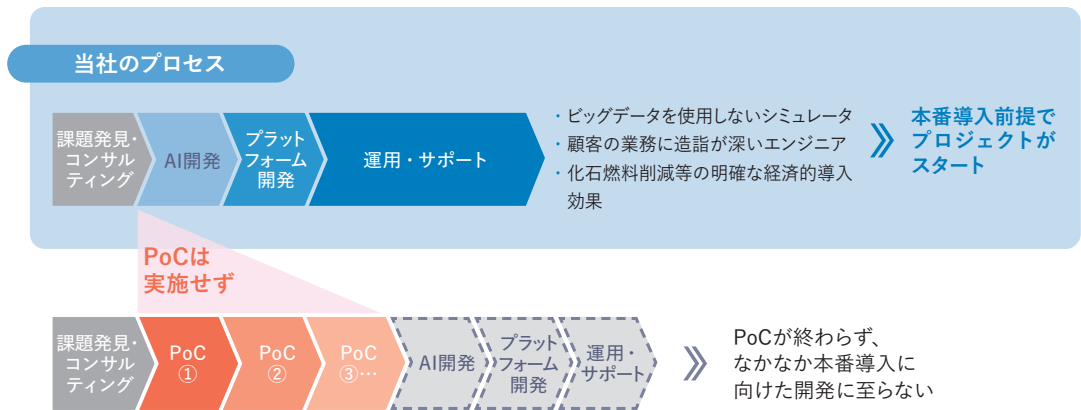 当社のプロセス
課題発見・
コンサル
ティング
AI開発
プラット
フォーム
開発
運用・サポート
・ビッグデータを使用しないシミュレータ
・顧客の業務に造詣が深いエンジニア
・化石燃料削減等の明確な経済的導入
効果
本番導入前提で
プロジェクトが
スタート
PoCは
実施せず
課題発見・
コンサル
ティング
PoC
①
PoC
②
PoC
③…
AI開発
プラット
フォーム
開発
運用・
サポート
PoCが終わらず、
なかなか本番導入に
向けた開発に至らない